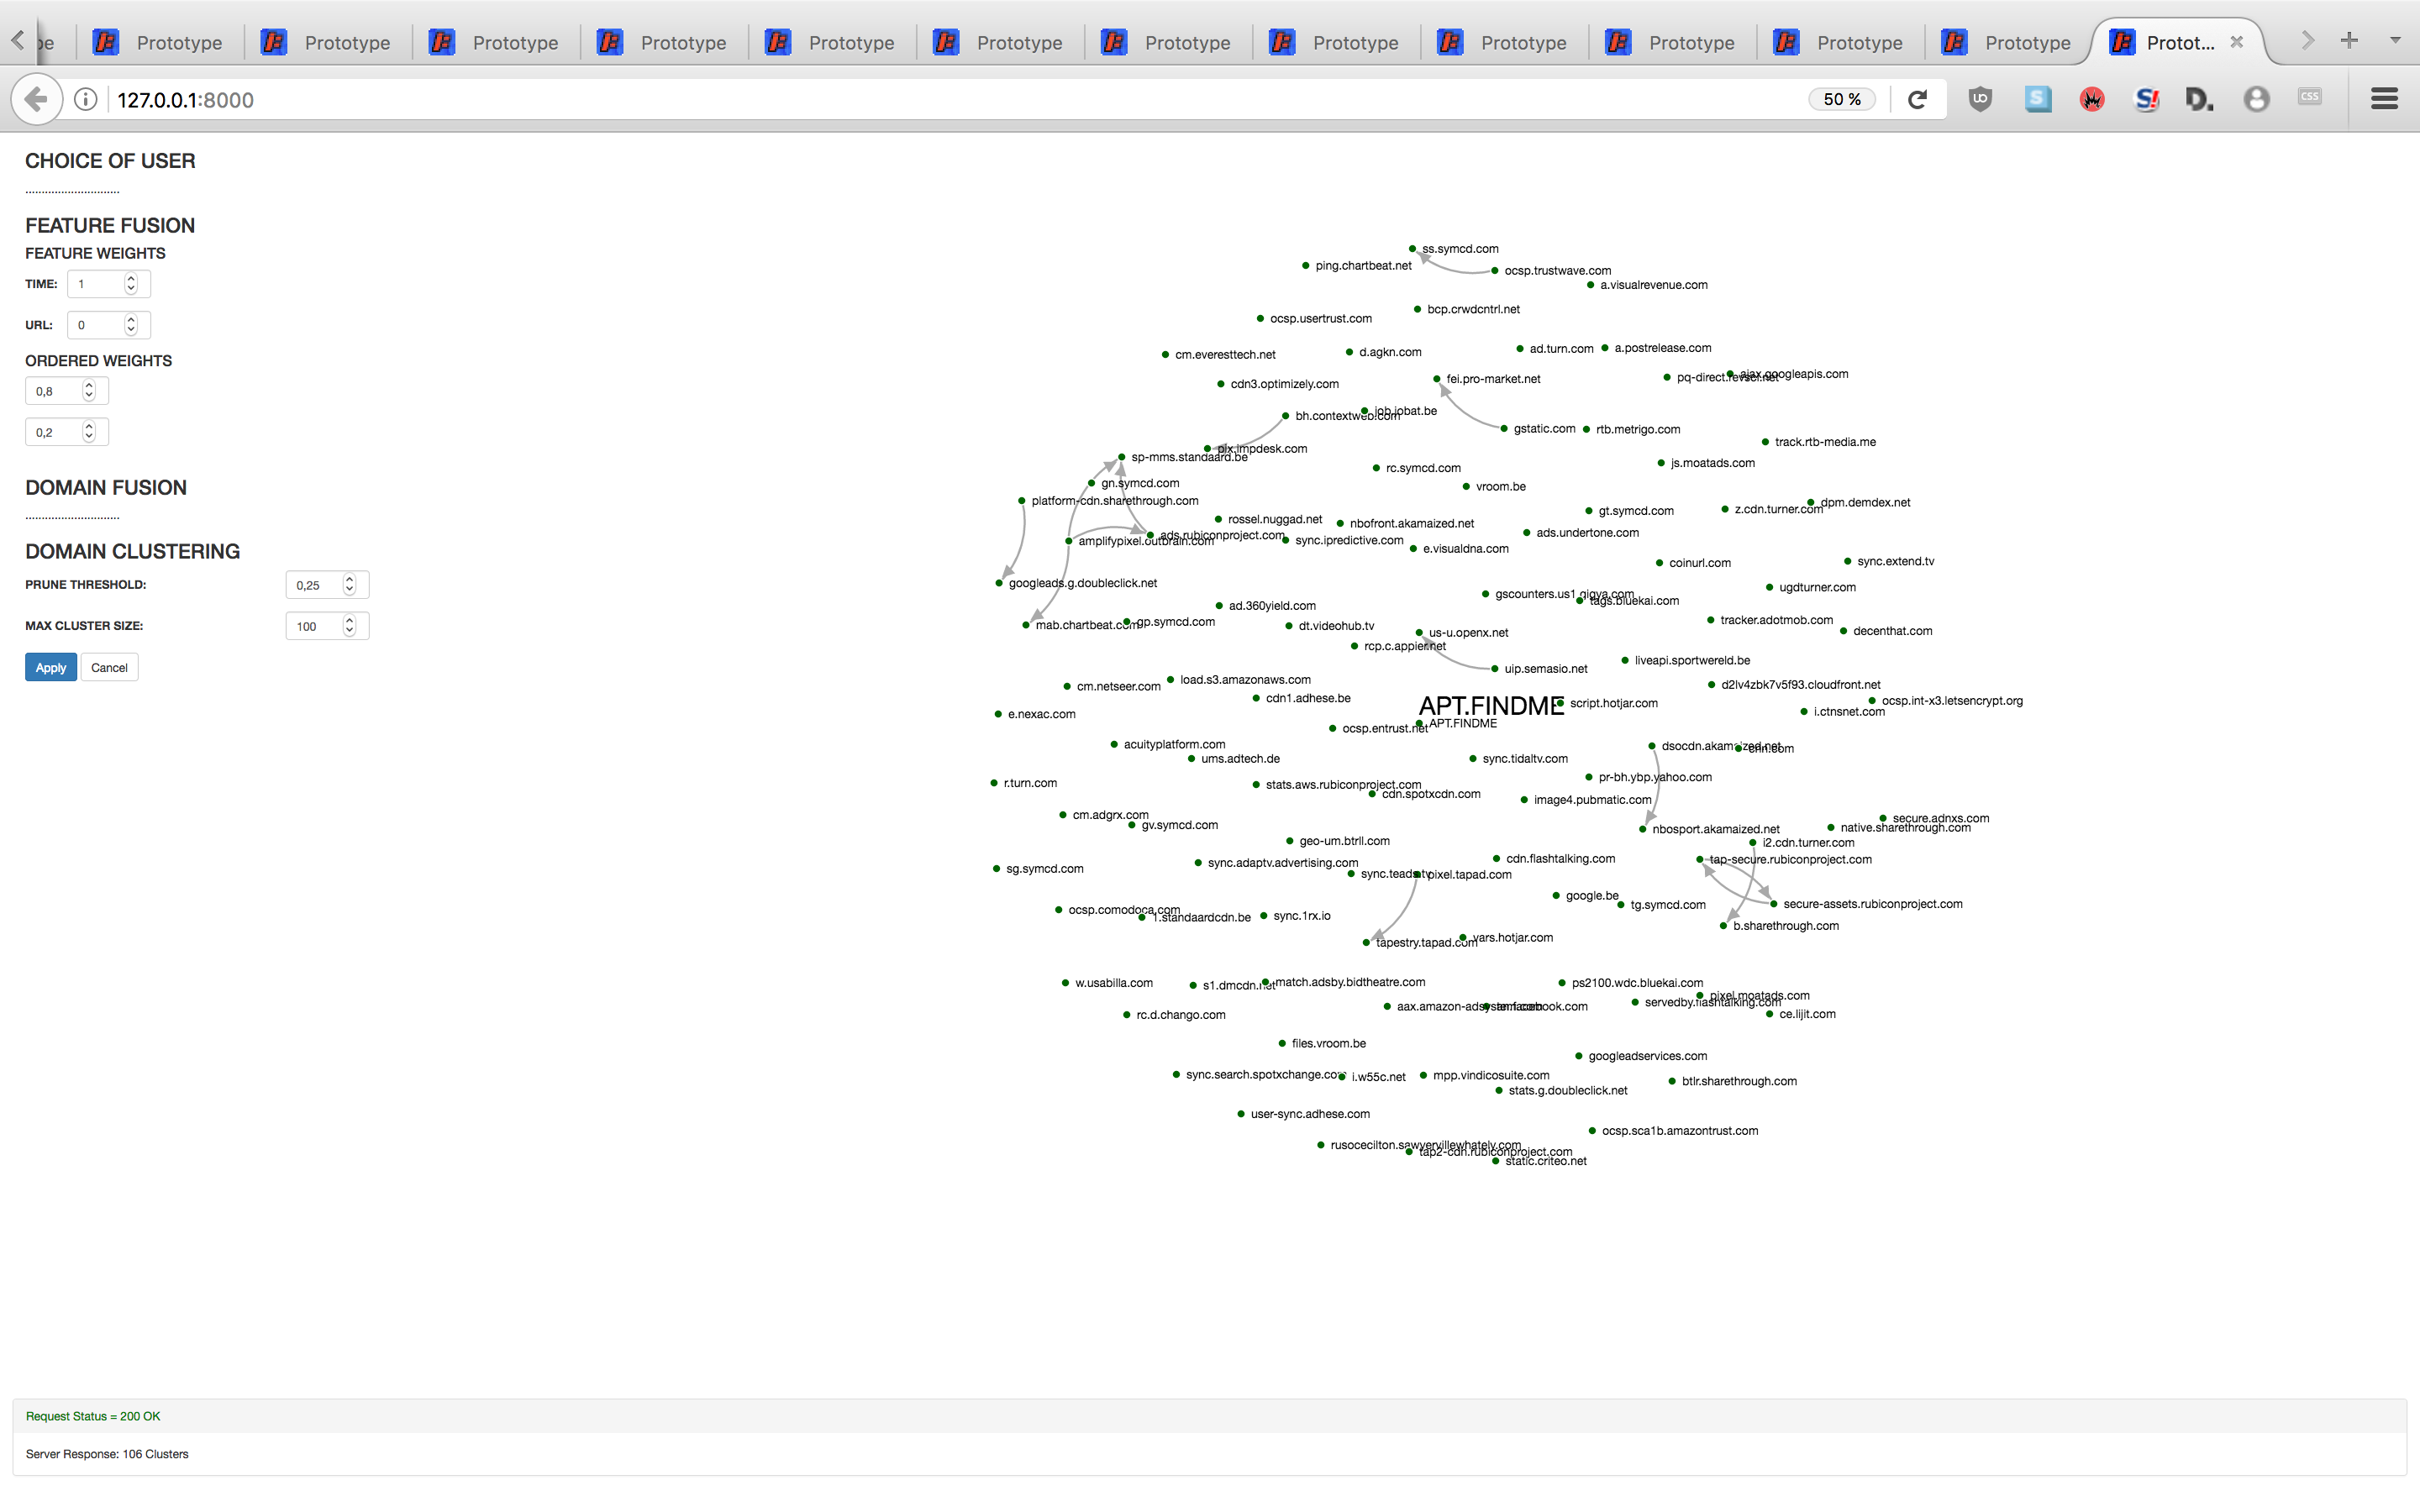 pe Prototype Prototype Prototype Prototype Prototype Prototype Prototype Prototype Prototype Prototype Prototype Prototype Protot...
127.0.0.1:8000 50 %
CHOICE OF USER
.............................
FEATURE FUSION
FEATURE WEIGHTS
TIME: 1
URL: 0
ORDERED WEIGHTS
0,8
0,2
DOMAIN FUSION
.............................
DOMAIN CLUSTERING
PRUNE THRESHOLD: 0,25
MAX CLUSTER SIZE: 100
Apply Cancel
ss.symcd.com
ping.chartbeat.net
ocsp.trustwave.com
a.visualrevenue.com
bcp.crwdcntrl.net
ocsp.usertrust.com
cm.everesttech.net
d.agkn.com
ad.turn.com
a.postrelease.com
cdn3.optimizely.com
fei.pro-market.net
pq-direct.revsci.net
ajax.googleapis.com
bh.contextweb.com
job.jobat.be
gstatic.com
rtb.metrigo.com
track.rtb-media.me
pix.impdesk.com
sp-mms.standaard.be
rc.symcd.com
js.moatads.com
gn.symcd.com
vroom.be
platform-cdn.sharethrough.com
dpm.demdex.net
gt.symcd.com
z.cdn.turner.com
rossel.nuggad.net
nbofront.akamaized.net
ads.undertone.com
ads.rubiconproject.com
amplifypixel.outbrain.com
sync.ipredictive.com
e.visualdna.com
coinurl.com
sync.extend.tv
googleads.g.doubleclick.net
ugdturner.com
gscounters.us1.gigya.com
tags.bluekai.com
ad.360yield.com
mab.chartbeat.com
gp.symcd.com
dt.videohub.tv
us-u.openx.net
tracker.adotmob.com
decenthat.com
rcp.c.appier.net
uip.semasio.net
liveapi.sportwereld.be
cm.netseer.com
load.s3.amazonaws.com
d2lv4zbk7v5f93.cloudfront.net
cdn1.adhese.be
APT.FINDME
script.hotjar.com
ocsp.int-x3.letsencrypt.org
i.ctnsnet.com
e.nexac.com
APT.FINDME
ocsp.entrust.net
acuityplatform.com
dsocdn.akamaized.net
cnn.com
ums.adtech.de
sync.tidaltv.com
r.turn.com
stats.aws.rubiconproject.com
pr-bh.ybp.yahoo.com
cdn.spotxcdn.com
image4.pubmatic.com
cm.adgrx.com
gv.symcd.com
nbosport.akamaized.net
secure.adnxs.com
native.sharethrough.com
geo-um.btrll.com
i2.cdn.turner.com
sg.symcd.com
sync.adaptv.advertising.com
cdn.flashtalking.com
tap-secure.rubiconproject.com
sync.teads.tv
pixel.tapad.com
google.be
tg.symcd.com
secure-assets.rubiconproject.com
ocsp.comodoca.com
1.standaardcdn.be
sync.1rx.io
b.sharethrough.com
tapestry.tapad.com
vars.hotjar.com
w.usabilla.com
s1.dmcdn.net
match.adsby.bidtheatre.com
ps2100.wdc.bluekai.com
pixel.moatads.com
servedby.flashtalking.com
aax.amazon-adsystem.com
rc.d.chango.com
ce.lijit.com
files.vroom.be
googleadservices.com
sync.search.spotxchange.com
i.w55c.net
mpp.vindicosuite.com
btlr.sharethrough.com
stats.g.doubleclick.net
user-sync.adhese.com
ocsp.sca1b.amazontrust.com
rusocecilton.sawyervillewhately.com
tap2-cdn.rubiconproject.com
static.criteo.net
Request Status = 200 OK
Server Response: 106 Clusters